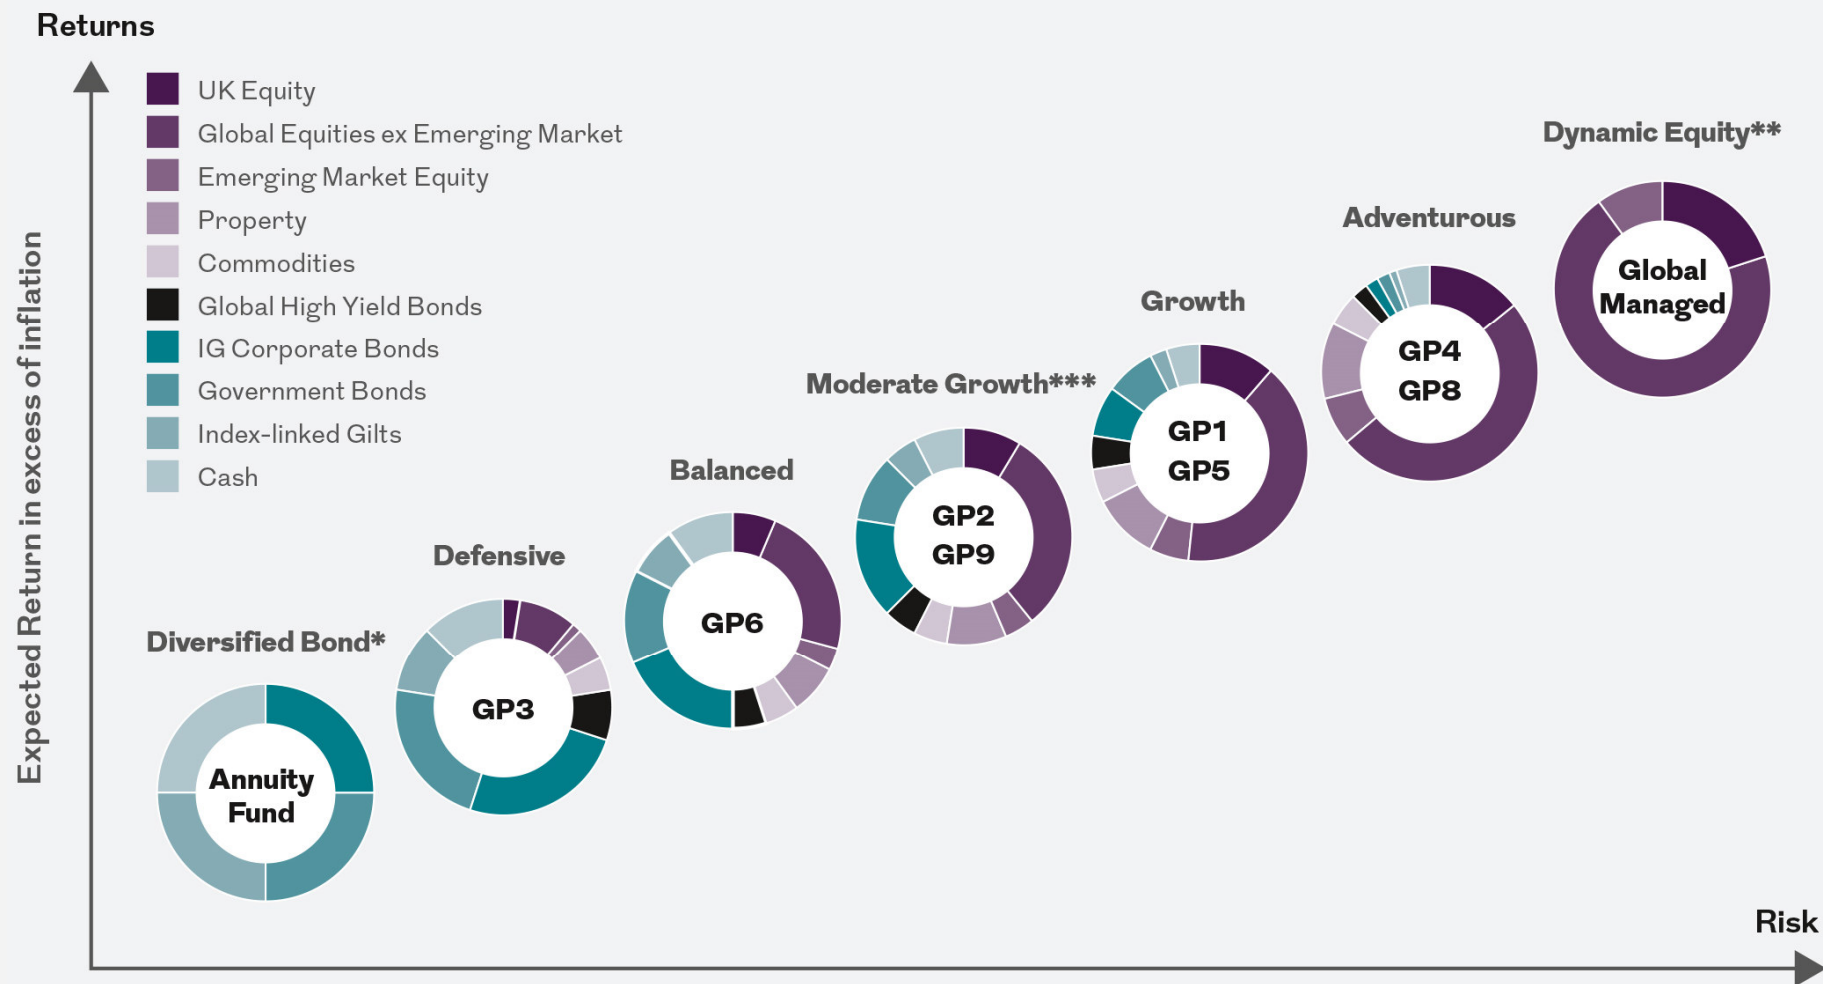 Returns
UK Equity
Global Equities ex Emerging Market
Emerging Market Equity
Property
Commodities
Global High Yield Bonds
IG Corporate Bonds
Government Bonds
Index-linked Gilts
Cash
Expected Return in excess of inflation
Diversified Bond*
Annuity
Fund
Defensive
GP3
Balanced
GP6
Moderate Growth***
GP2
GP9
Growth
GP1
GP5
Adventurous
GP4
GP8
Dynamic Equity**
Global
Managed
Risk